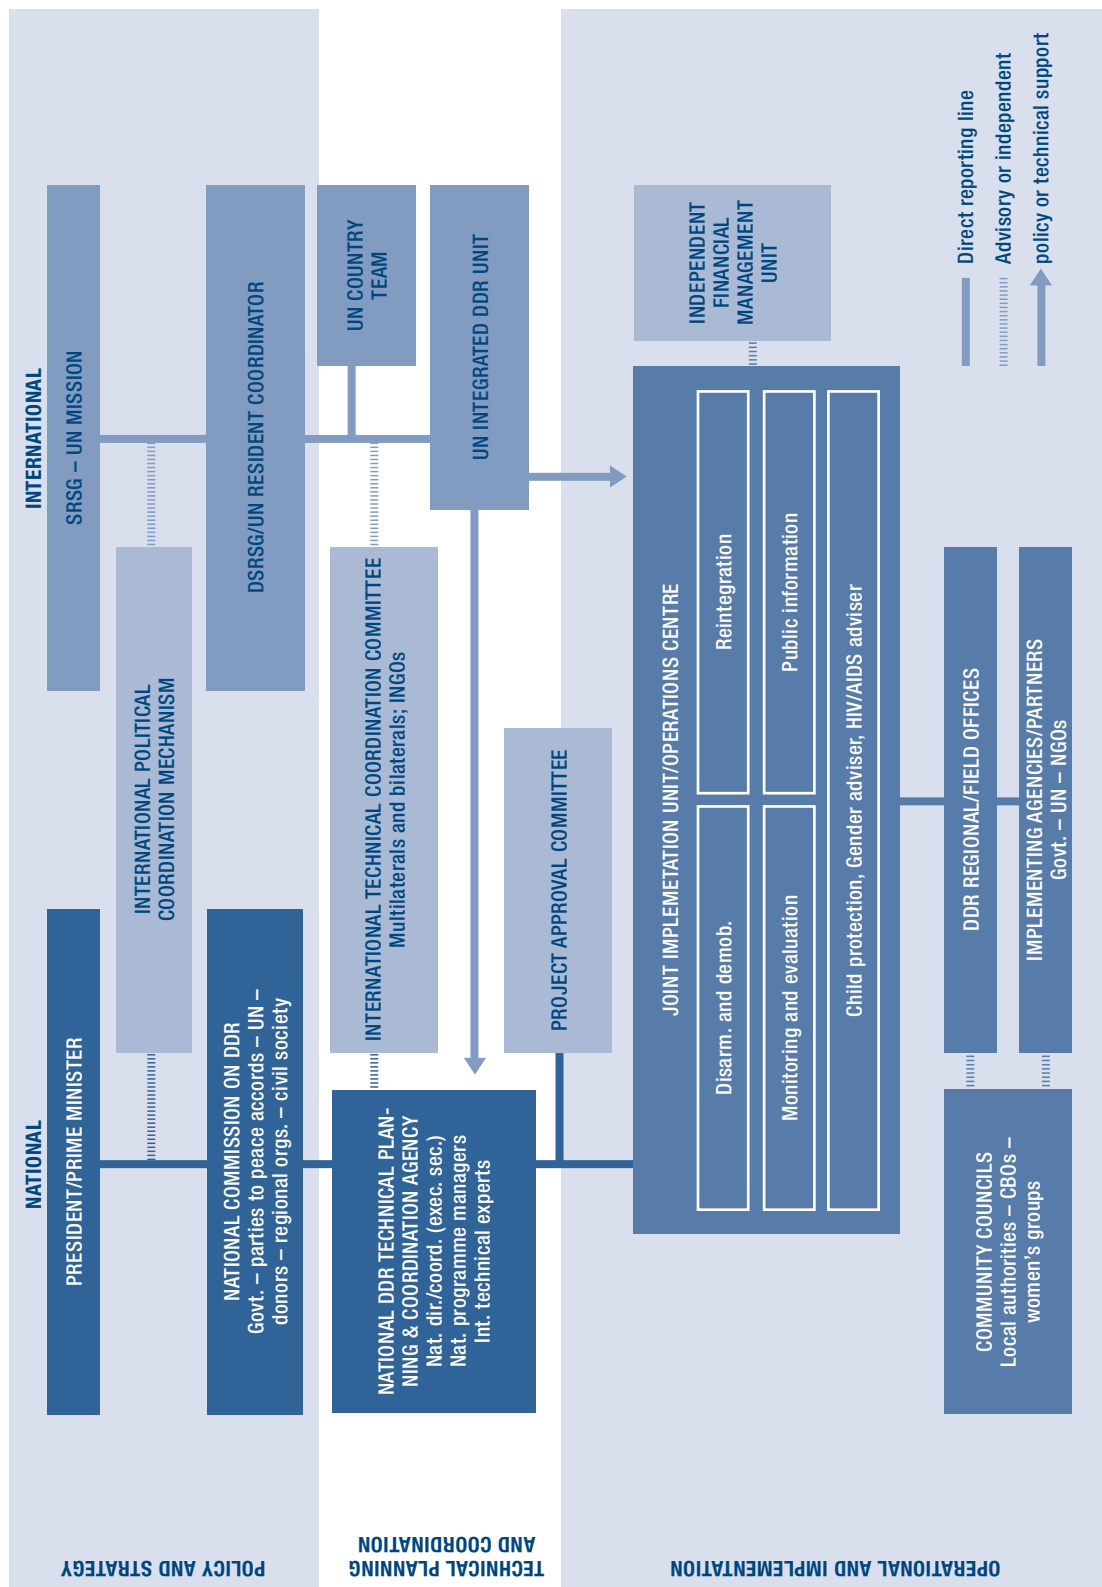 NATIONAL
INTERNATIONAL
POLICY AND STRATEGY
PRESIDENT/PRIME MINISTER
SRSG – UN MISSION
INTERNATIONAL POLITICAL
COORDINATION MECHANISM
NATIONAL COMMISSION ON DDR
Govt. – parties to peace accords – UN –
donors – regional orgs. – civil society
DSRSG/UN RESIDENT COORDINATOR
TECHNICAL PLANNING
AND COORDINATION
NATIONAL DDR TECHNICAL PLAN-
NING & COORDINATION AGENCY
Nat. dir./coord. (exec. sec.)
Nat. programme managers
Int. technical experts
INTERNATIONAL TECHNICAL COORDINATION COMMITTEE
Multilaterals and bilaterals; INGOs
UN COUNTRY
TEAM
UN INTEGRATED DDR UNIT
PROJECT APPROVAL COMMITTEE
OPERATIONAL AND IMPLEMENTATION
JOINT IMPLEMETATION UNIT/OPERATIONS CENTRE
Disarm. and demob.
Reintegration
Monitoring and evaluation
Public information
Child protection, Gender adviser, HIV/AIDS adviser
INDEPENDENT
FINANCIAL
MANAGEMENT
UNIT
COMMUNITY COUNCILS
Local authorities – CBOs –
women's groups
DDR REGIONAL/FIELD OFFICES
IMPLEMENTING AGENCIES/PARTNERS
Govt. – UN – NGOs
Direct reporting line
Advisory or independent
policy or technical support